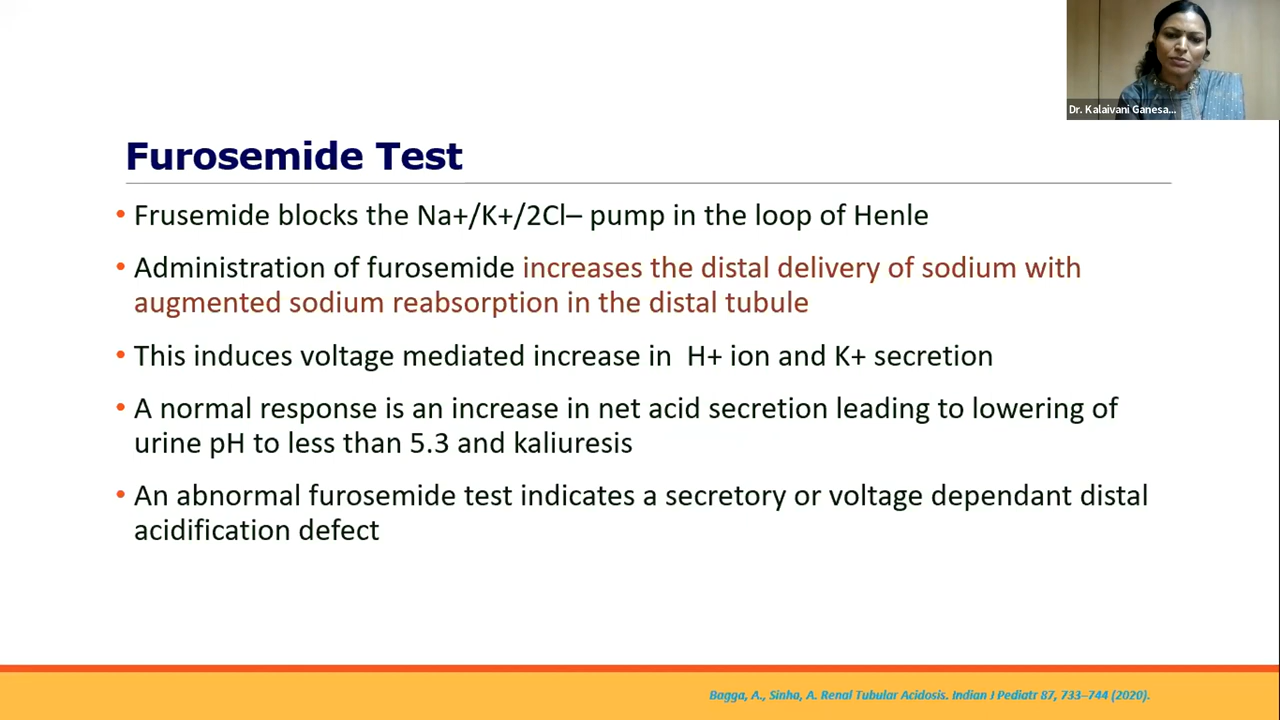 Dr. Kalaivani Ganesa...
Furosemide Test
• Frusemide blocks the Na+/K+/2Cl– pump in the loop of Henle
• Administration of furosemide increases the distal delivery of sodium with
augmented sodium reabsorption in the distal tubule
• This induces voltage mediated increase in  H+ ion and K+ secretion
• A normal response is an increase in net acid secretion leading to lowering of
urine pH to less than 5.3 and kaliuresis
• An abnormal furosemide test indicates a secretory or voltage dependant distal
acidification defect
Bagga, A., Sinha, A. Renal Tubular Acidosis. Indian J Pediatr 87, 733–744 (2020).